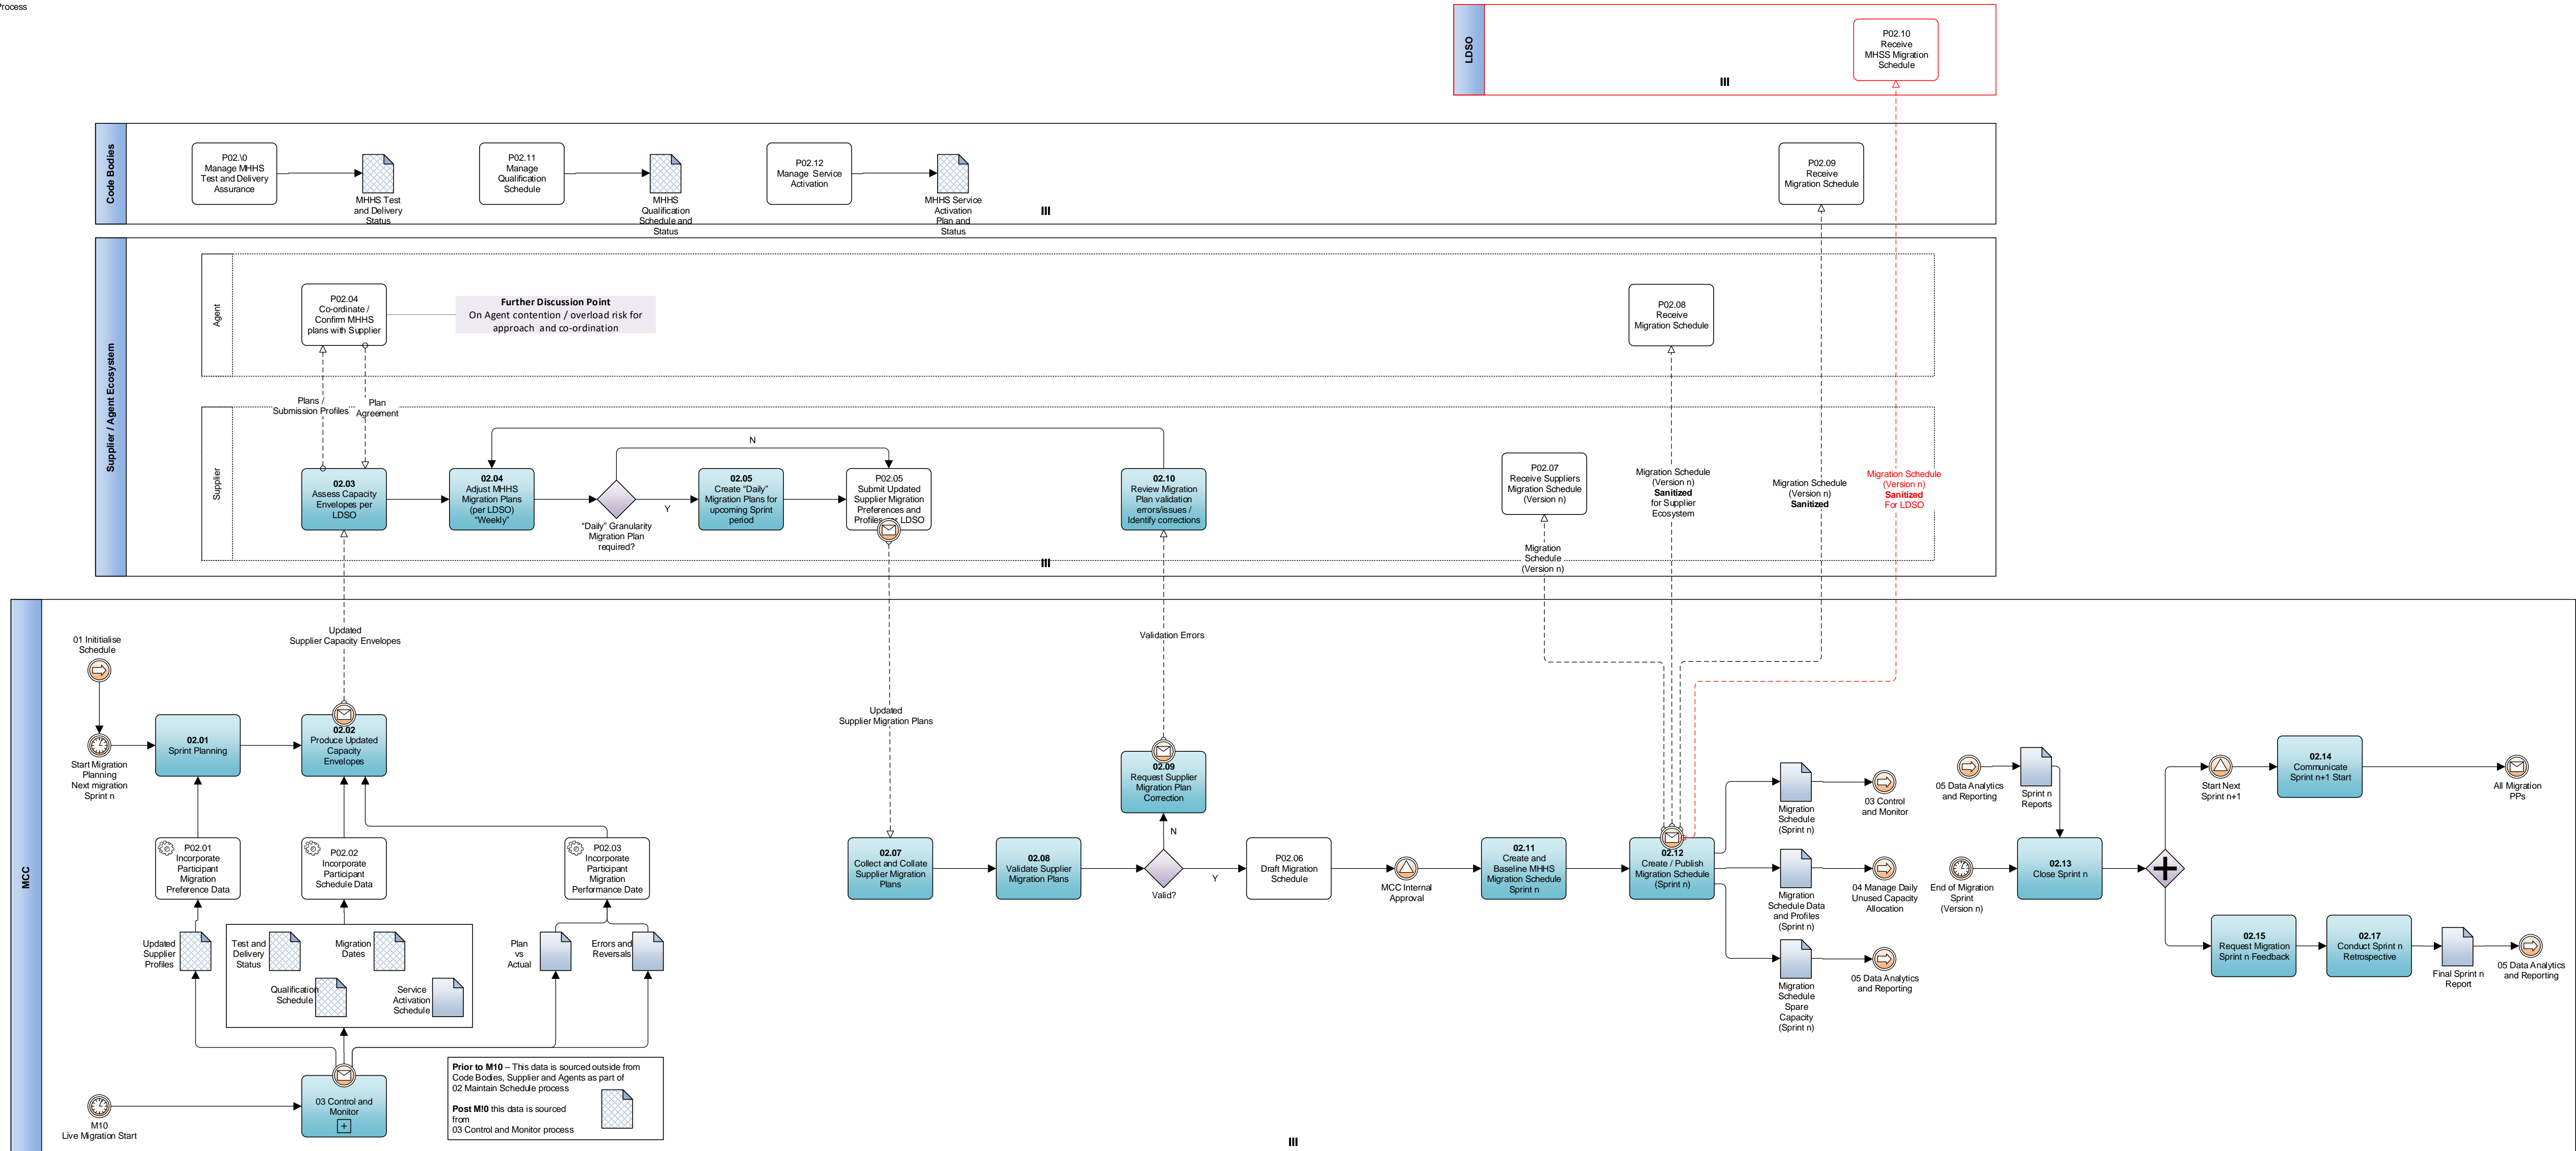 Process
LDSO
P02.10
Receive
MHSS Migration
Schedule
Code Bodies
P02.\0
Manage MHHS
Test and Delivery
Assurance
MHHS Test
and Delivery
Status
P02.11
Manage
Qualification
Schedule
MHHS
Qualification
Schedule and
Status
P02.12
Manage Service
Activation
MHHS Service
Activation
Plan and
Status
P02.09
Receive
Migration Schedule
Supplier / Agent Ecosystem
Agent
P02.04
Co-ordinate /
Confirm MHHS
plans with Supplier
Further Discussion Point
On Agent contention / overload risk for
approach and co-ordination
P02.08
Receive
Migration Schedule
Plans /
Submission Profiles
Plan
Agreement
Supplier
02.03
Assess Capacity
Envelopes per
LDSO
02.04
Adjust MHHS
Migration Plans
(per LDSO)
"Weekly"
N
Y
"Daily" Granularity
Migration Plan
required?
02.05
Create "Daily"
Migration Plans for
upcoming Sprint
period
P02.05
Submit Updated
Supplier Migration
Preferences and
Profiles LDSO
02.10
Review Migration
Plan validation
errors/issues /
Identify corrections
P02.07
Receive Suppliers
Migration Schedule
(Version n)
Migration
Schedule
(Version n)
Migration Schedule
(Version n)
Sanitized
for Supplier
Ecosystem
Migration Schedule
(Version n)
Sanitized
Migration Schedule
(Version n)
Sanitized
For LDSO
MCC
01 Inititialise
Schedule
Start Migration
Planning
Next migration
Sprint n
02.01
Sprint Planning
Updated
Supplier Capacity Envelopes
02.02
Produce Updated
Capacity
Envelopes
P02.01
Incorporate
Participant
Migration
Preference Data
P02.02
Incorporate
Participant
Schedule Data
P02.03
Incorporate
Participant
Migration
Performance Date
Updated
Supplier
Profiles
Test and
Delivery
Status
Migration
Dates
Qualification
Schedule
Service
Activation
Schedule
Plan
vs
Actual
Errors and
Reversals
M10
Live Migration Start
03 Control and
Monitor
Prior to M10 – This data is sourced outside from
Code Bodies, Supplier and Agents as part of
02 Maintain Schedule process
Post M!0 this data is sourced
from
03 Control and Monitor process
Updated
Supplier Migration Plans
02.07
Collect and Collate
Supplier Migration
Plans
02.08
Validate Supplier
Migration Plans
Validation Errors
02.09
Request Supplier
Migration Plan
Correction
N
Y
Valid?
P02.06
Draft Migration
Schedule
MCC Internal
Approval
02.11
Create and
Baseline MHHS
Migration Schedule
Sprint n
02.12
Create / Publish
Migration Schedule
(Sprint n)
Migration
Schedule
(Sprint n)
03 Control
and Monitor
Migration
Schedule Data
and Profiles
(Sprint n)
04 Manage Daily
Unused Capacity
Allocation
Migration
Schedule
Spare
Capacity
(Sprint n)
05 Data Analytics
and Reporting
05 Data Analytics
and Reporting
Sprint n
Reports
End of Migration
Sprint
(Version n)
02.13
Close Sprint n
Start Next
Sprint n+1
02.14
Communicate
Sprint n+1 Start
All Migration
PPs
02.15
Request Migration
Sprint n Feedback
02.17
Conduct Sprint n
Retrospective
Final Sprint n
Report
05 Data Analytics
and Reporting